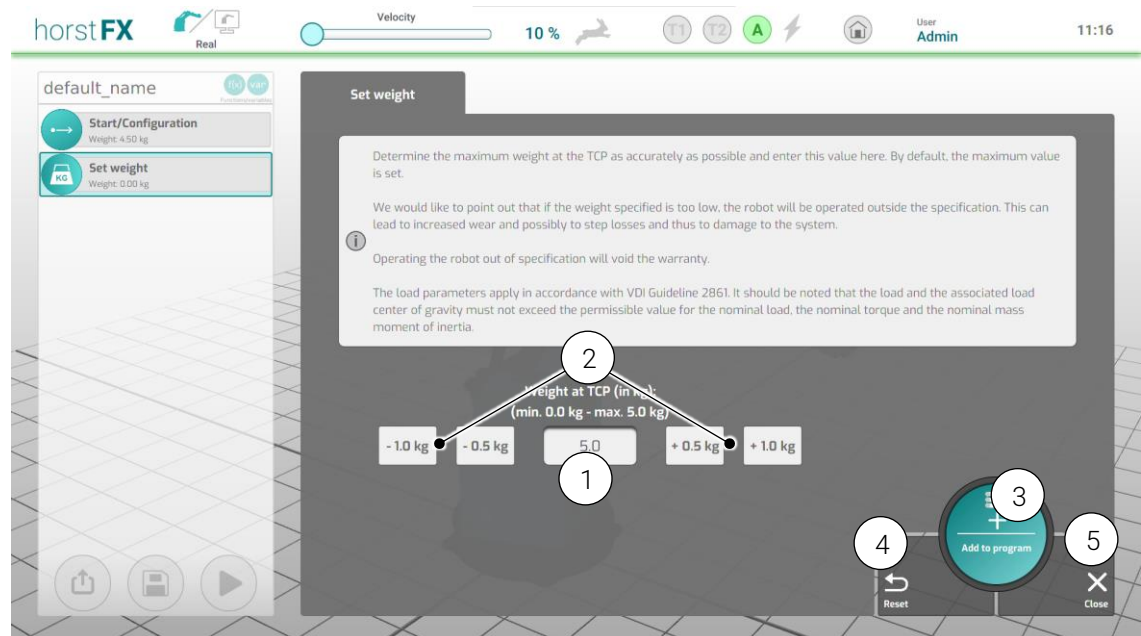 horstFX
Real
Velocity
10 %
T1
T2
A
User
Admin
11:16
default_name
f(x)
var
Start/Configuration
Weight: 4.50 kg
KG
Set weight
Weight: 0.00 kg
Set weight
Determine the maximum weight at the TCP as accurately as possible and enter this value here. By default, the maximum value
is set.
We would like to point out that if the weight specified is too low, the robot will be operated outside the specification. This can
lead to increased wear and possibly to step losses and thus to damage to the system.
i
Operating the robot out of specification will void the warranty.
The load parameters apply in accordance with VDI Guideline 2861. It should be noted that the load and the associated load
center of gravity must not exceed the permissible value for the nominal load, the nominal torque and the nominal mass
moment of inertia.
2
Weight at TCP (in kg):
(min. 0.0 kg - max. 5.0 kg)
- 1.0 kg
- 0.5 kg
5.0
+ 0.5 kg
+ 1.0 kg
1
3
Add to program
4
Reset
5
Close